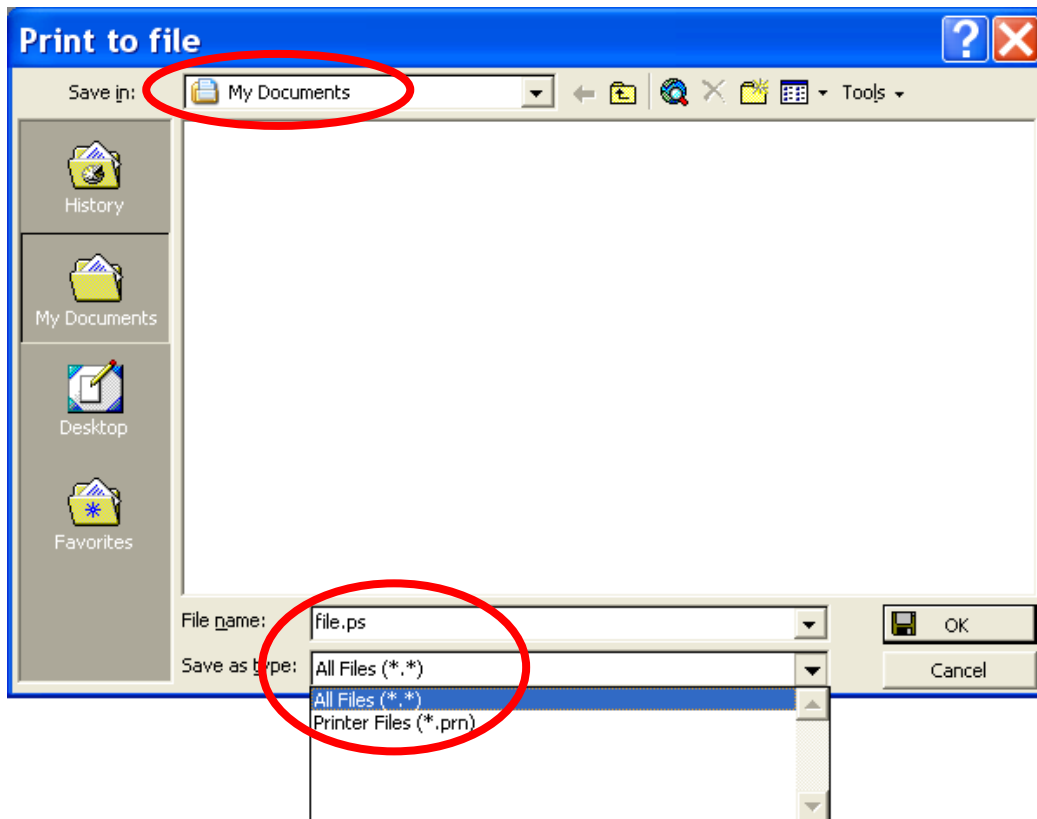 Print to file
Save in: My Documents Tools
History
My Documents
Desktop
Favorites
File name: file.ps OK
Save as type: All Files (*.*) Cancel
All Files (*.*)
Printer Files (*.prn)